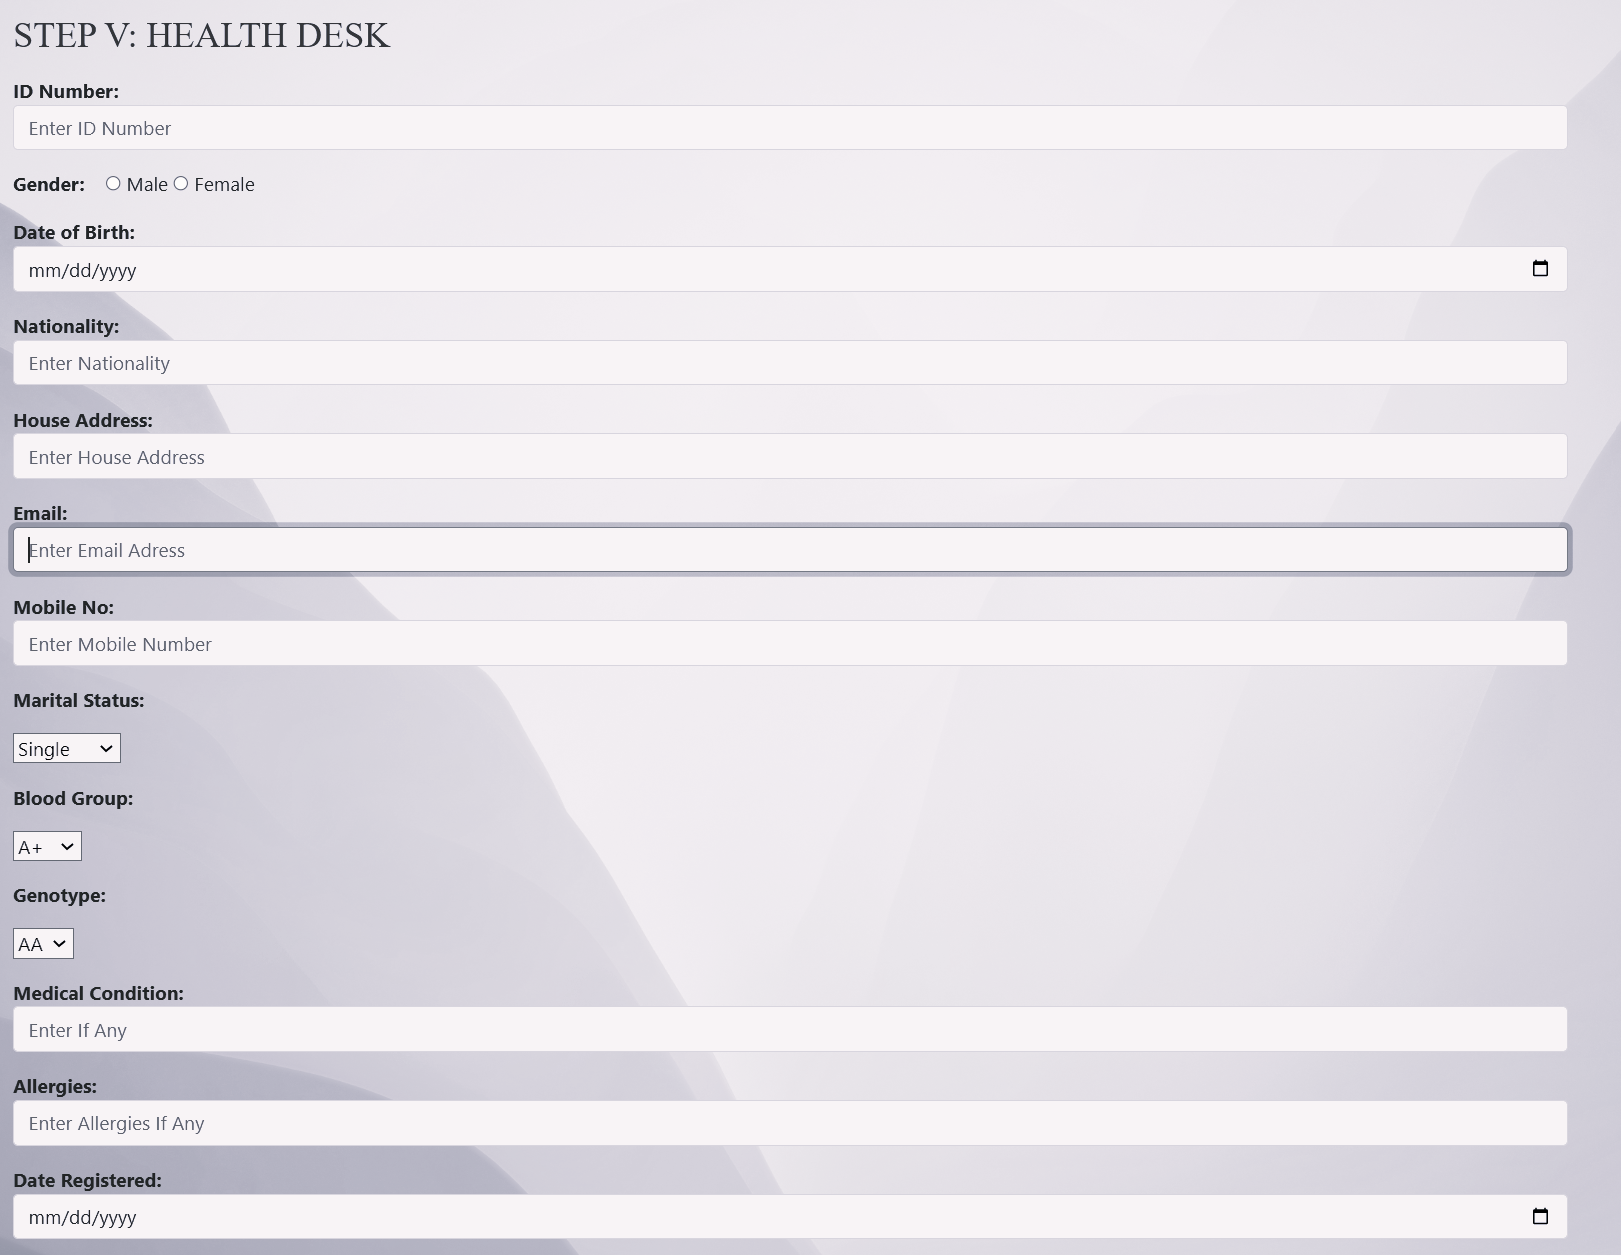 STEP V: HEALTH DESK
ID Number:
Enter ID Number
Gender: Male Female
Date of Birth:
mm/dd/yyyy
Nationality:
Enter Nationality
House Address:
Enter House Address
Email:
Enter Email Adress
Mobile No:
Enter Mobile Number
Marital Status:
Single
Blood Group:
A+
Genotype:
AA
Medical Condition:
Enter If Any
Allergies:
Enter Allergies If Any
Date Registered:
mm/dd/yyyy